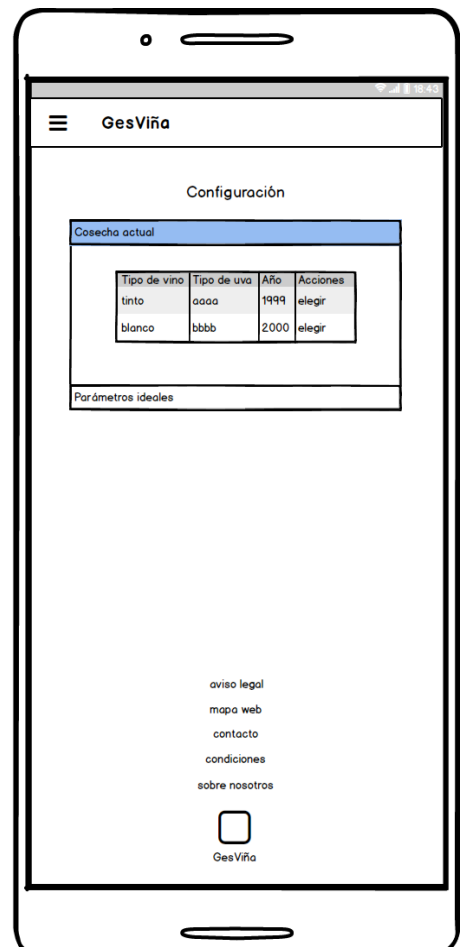 18:43
GesViña
Configuración
Cosecha actual
Tipo de vino Tipo de uva Año Acciones
tinto aaaa 1999 elegir
blanco bbbb 2000 elegir
Parámetros ideales
aviso legal
mapa web
contacto
condiciones
sobre nosotros
GesViña